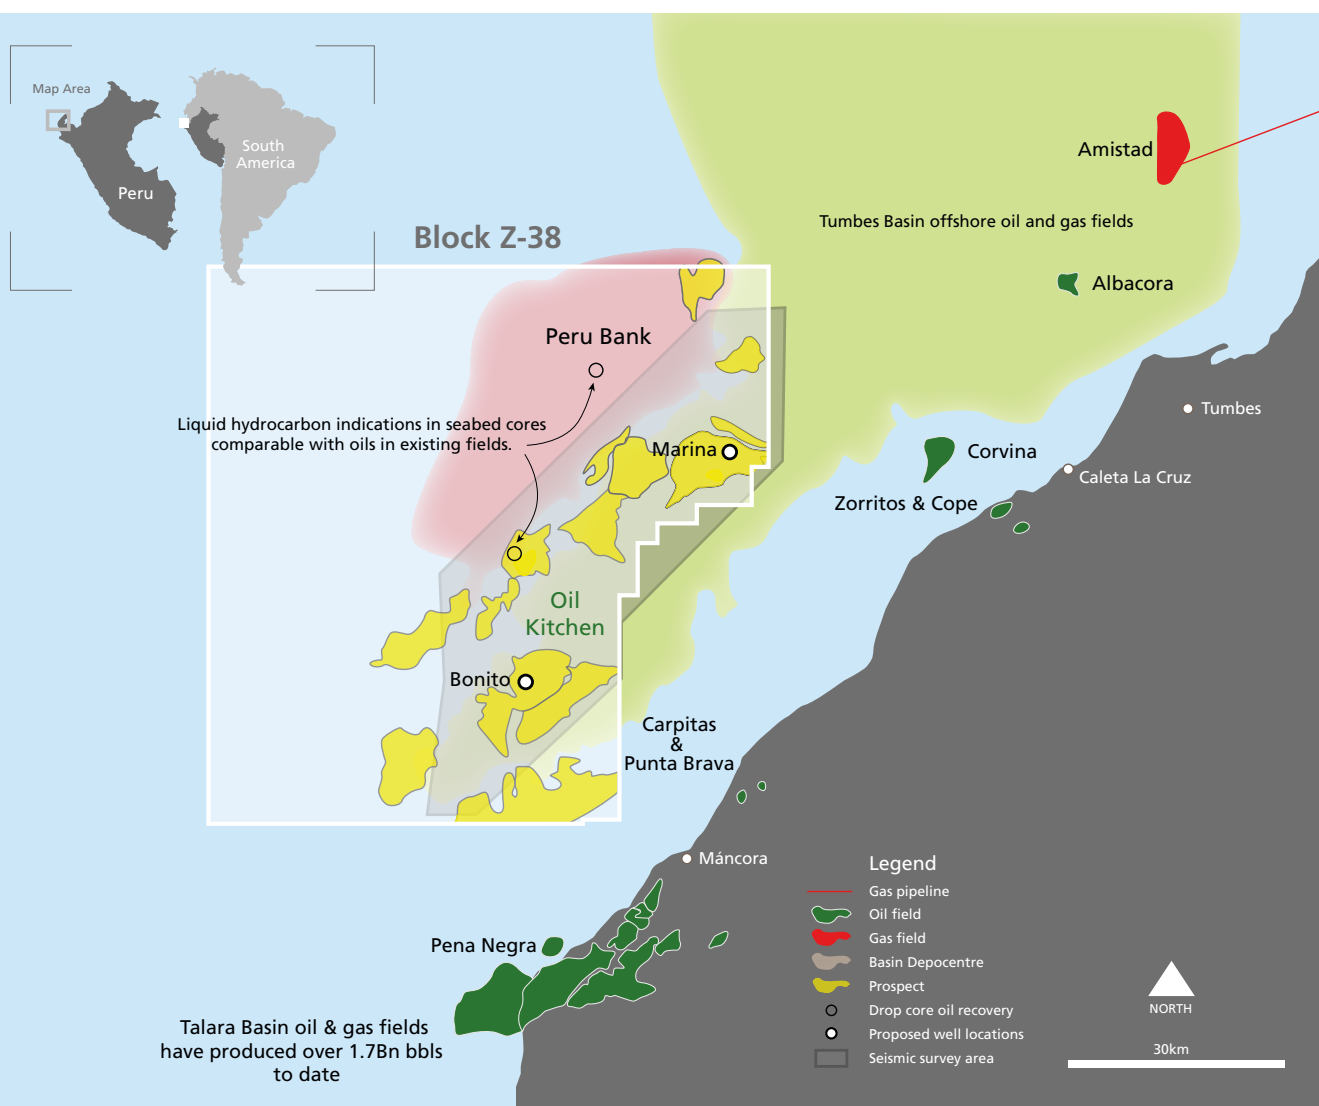 Map Area
Peru
South
America
Block Z-38
Amistad
Tumbes Basin offshore oil and gas fields
Albacora
Peru Bank
Liquid hydrocarbon indications in seabed cores
comparable with oils in existing fields.
Marina
Tumbes
Corvina
Caleta La Cruz
Zorritos & Cope
Oil
Kitchen
Bonito
Carpitas
&
Punta Brava
Máncora
Pena Negra
Talara Basin oil & gas fields
have produced over 1.7Bn bbls
to date
Legend
Gas pipeline
Oil field
Gas field
Basin Depocentre
Prospect
Drop core oil recovery
Proposed well locations
Seismic survey area
NORTH
30km